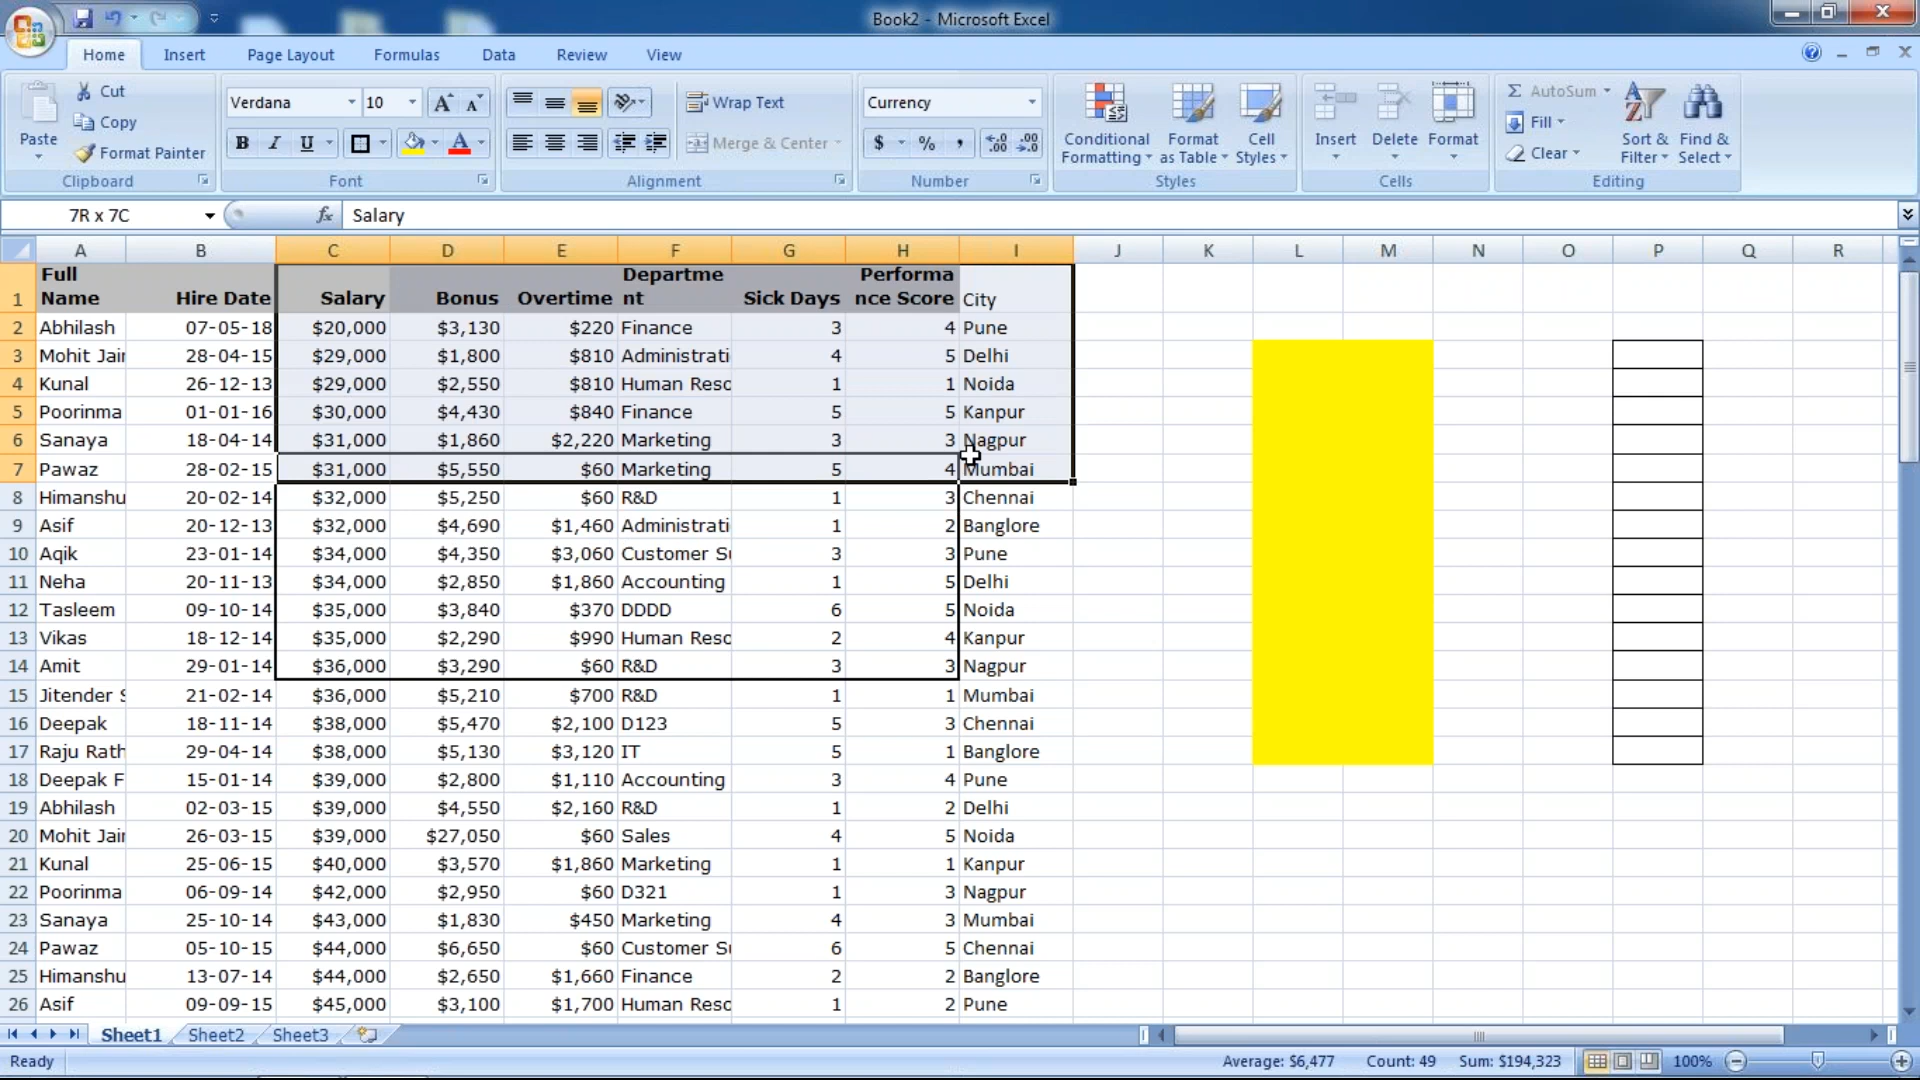 Book2 - Microsoft Excel
Home Insert Page Layout Formulas Data Review View
Cut
Copy
Format Painter
Paste
Clipboard
Verdana 10
B I U
Font
Wrap Text
Merge & Center
Alignment
Currency
$ % ,
Number
Conditional Formatting
Format as Table
Cell Styles
Styles
Insert Delete Format
Cells
Σ AutoSum
Fill
Clear
Sort & Filter
Find & Select
Editing
7R x 7C fx Salary
A B C D E F G H I J K L M N O P Q R
1 Full Name Hire Date Salary Bonus Overtime Departme nt Sick Days Performa nce Score City
2 Abhilash 07-05-18 $20,000 $3,130 $220 Finance 3 4 Pune
3 Mohit Jai 28-04-15 $29,000 $1,800 $810 Administrati 4 5 Delhi
4 Kunal 26-12-13 $29,000 $2,550 $810 Human Reso 1 1 Noida
5 Poorinma 01-01-16 $30,000 $4,430 $840 Finance 5 5 Kanpur
6 Sanaya 18-04-14 $31,000 $1,860 $2,220 Marketing 3 3 Nagpur
7 Pawaz 28-02-15 $31,000 $5,550 $60 Marketing 5 4 Mumbai
8 Himanshu 20-02-14 $32,000 $5,250 $60 R&D 1 3 Chennai
9 Asif 20-12-13 $32,000 $4,690 $1,460 Administrati 1 2 Banglore
10 Aqik 23-01-14 $34,000 $4,350 $3,060 Customer S 3 3 Pune
11 Neha 20-11-13 $34,000 $2,850 $1,860 Accounting 1 5 Delhi
12 Tasleem 09-10-14 $35,000 $3,840 $370 DDDD 6 5 Noida
13 Vikas 18-12-14 $35,000 $2,290 $990 Human Reso 2 4 Kanpur
14 Amit 29-01-14 $36,000 $3,290 $60 R&D 3 3 Nagpur
15 Jitender S 21-02-14 $36,000 $5,210 $700 R&D 1 1 Mumbai
16 Deepak 18-11-14 $38,000 $5,470 $2,100 D123 5 3 Chennai
17 Raju Rath 29-04-14 $38,000 $5,130 $3,120 IT 5 1 Banglore
18 Deepak F 15-01-14 $39,000 $2,800 $1,110 Accounting 3 4 Pune
19 Abhilash 02-03-15 $39,000 $4,550 $2,160 R&D 1 2 Delhi
20 Mohit Jai 26-03-15 $39,000 $27,050 $60 Sales 4 5 Noida
21 Kunal 25-06-15 $40,000 $3,570 $1,860 Marketing 1 1 Kanpur
22 Poorinma 06-09-14 $42,000 $2,950 $60 D321 1 3 Nagpur
23 Sanaya 25-10-14 $43,000 $1,830 $450 Marketing 4 3 Mumbai
24 Pawaz 05-10-15 $44,000 $6,650 $60 Customer S 6 5 Chennai
25 Himanshu 13-07-14 $44,000 $2,650 $1,660 Finance 2 2 Banglore
26 Asif 09-09-15 $45,000 $3,100 $1,700 Human Reso 1 2 Pune
Sheet1 Sheet2 Sheet3
Ready Average: $6,477 Count: 49 Sum: $194,323 100%